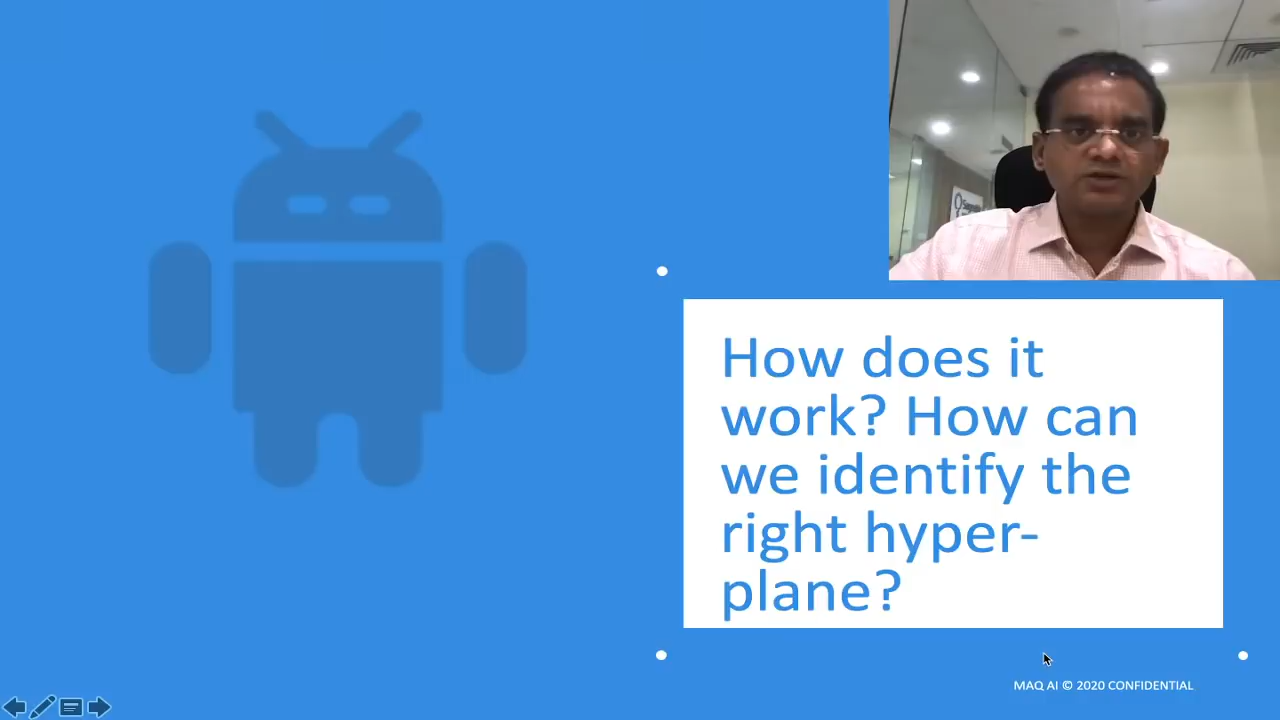 How does it
work? How can
we identify the
right hyper-
plane?
MAQ AI © 2020 CONFIDENTIAL